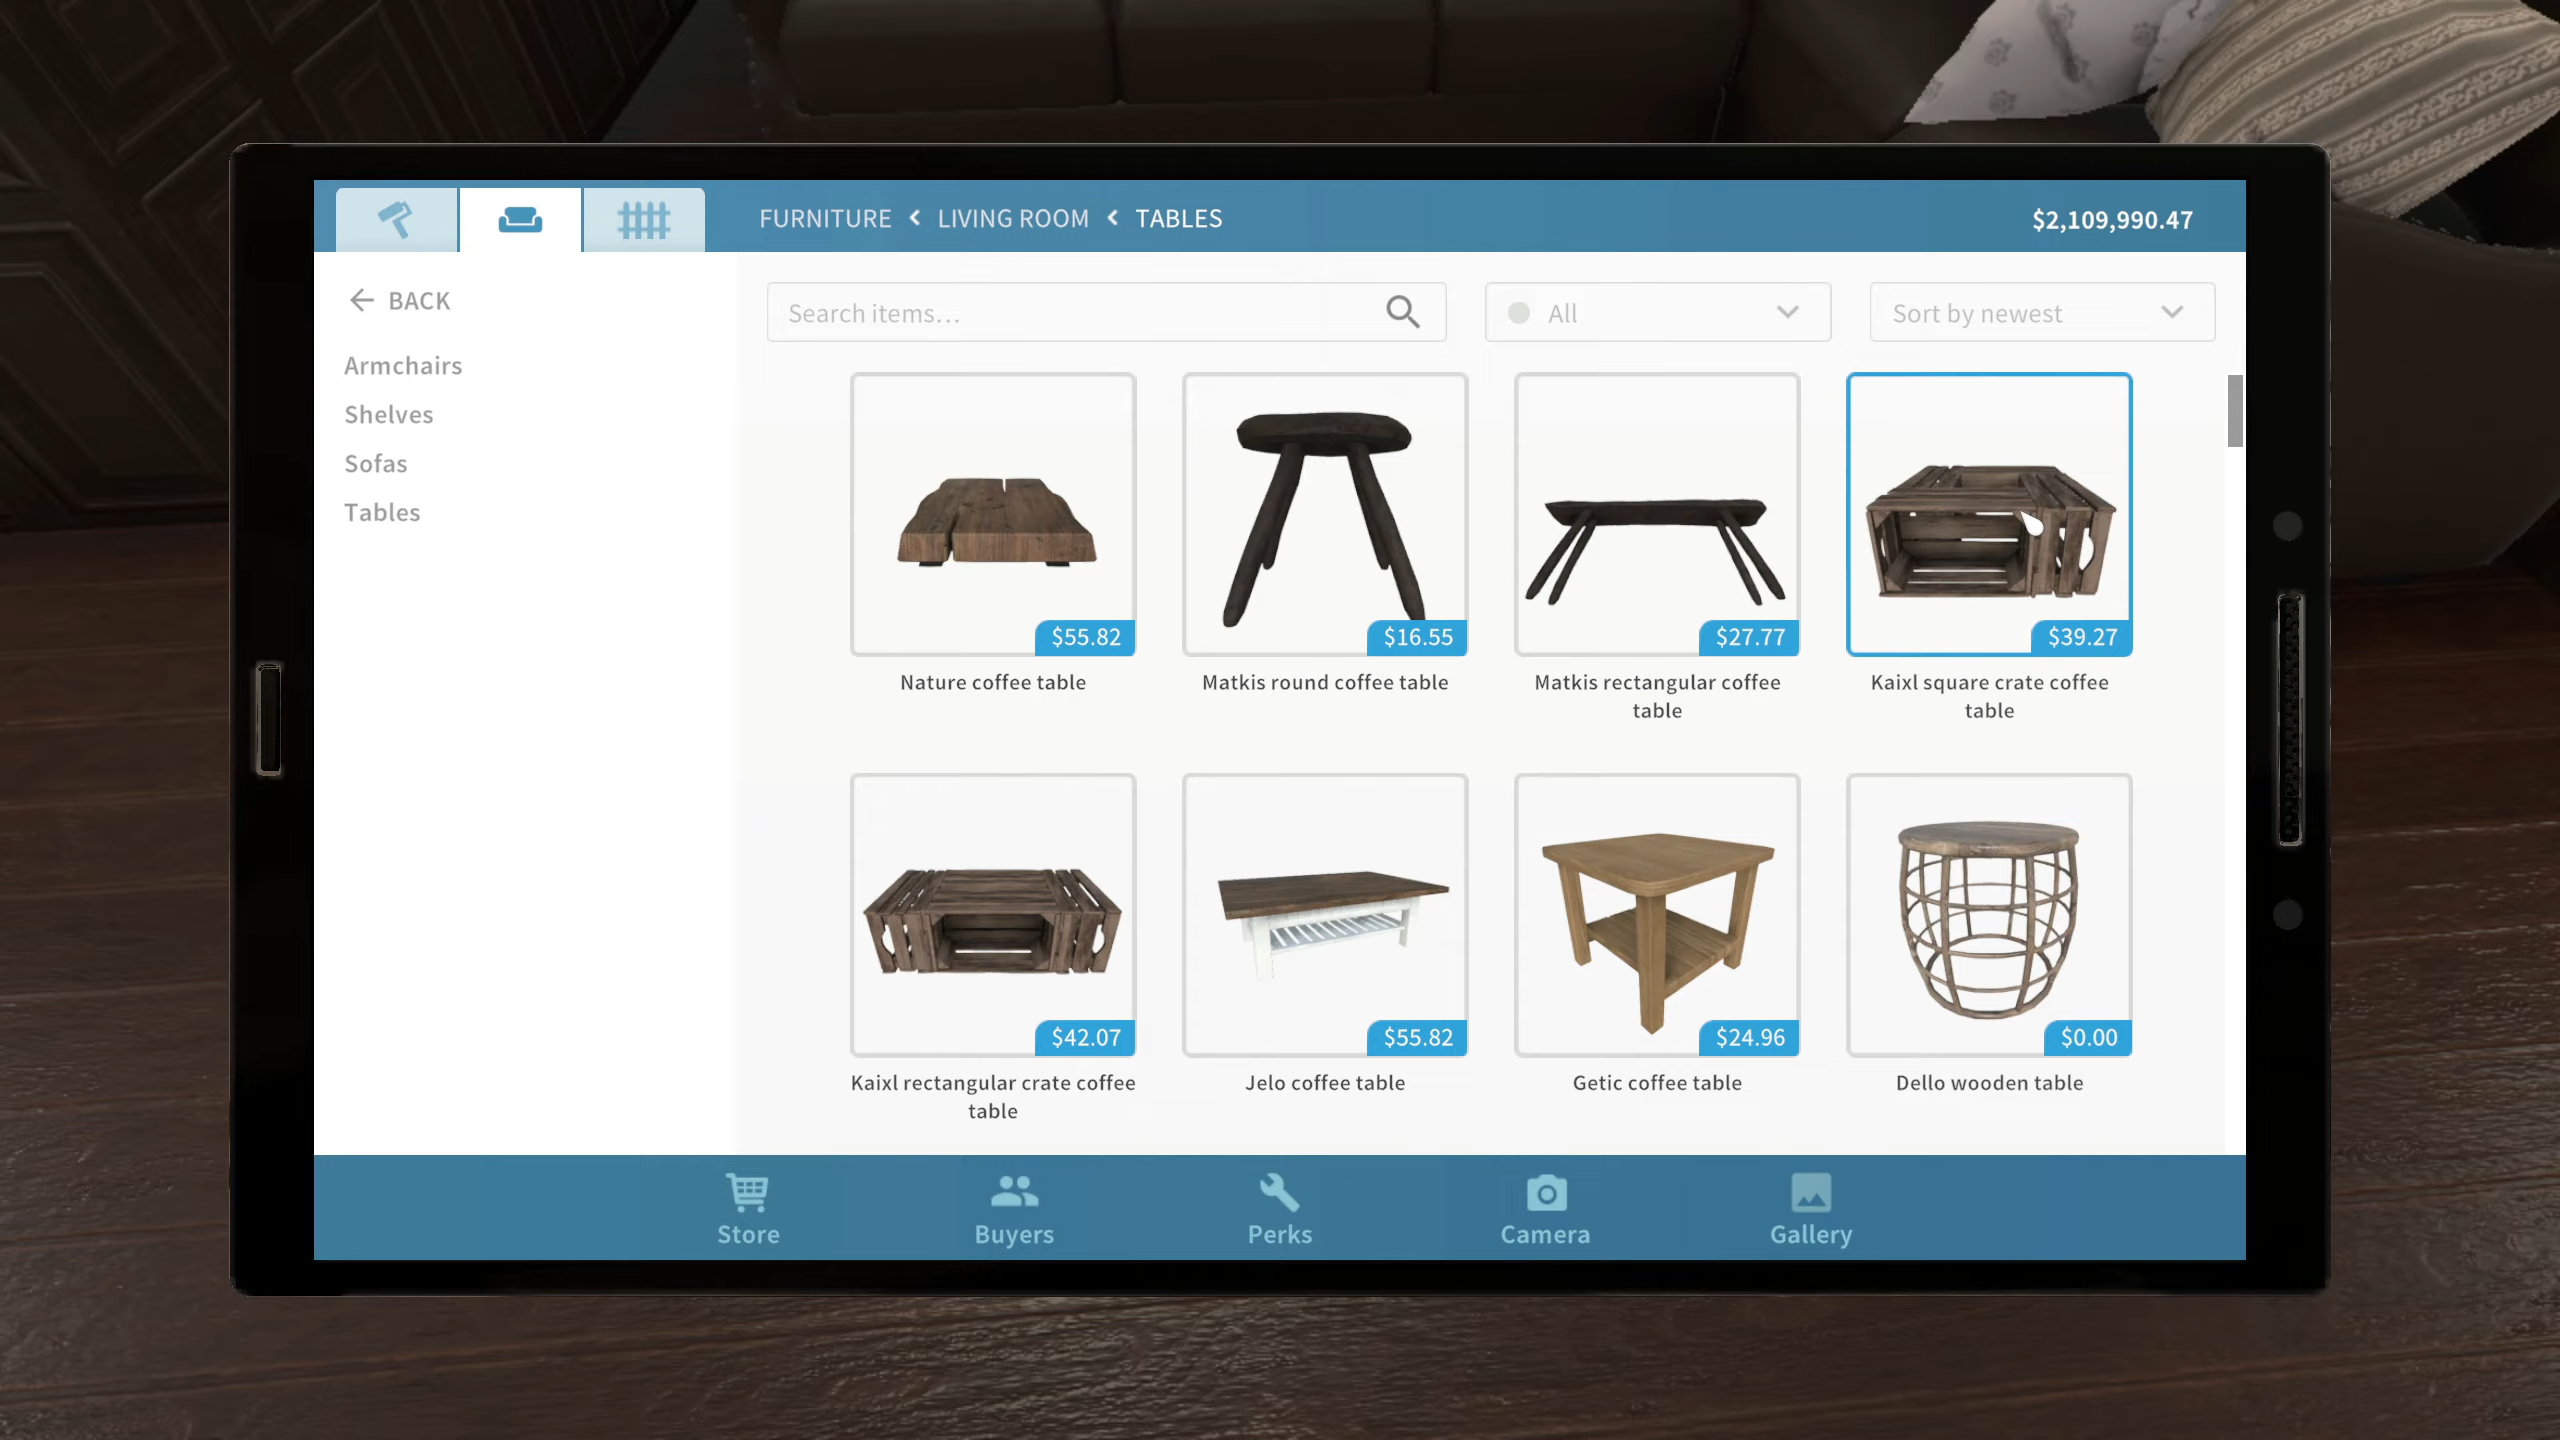 FURNITURE < LIVING ROOM < TABLES
$2,109,990.47
BACK
Armchairs
Shelves
Sofas
Tables
Search items...
All
Sort by newest
$55.82
$16.55
$27.77
$39.27
Nature coffee table
Matkis round coffee table
Matkis rectangular coffee
table
Kaixl square crate coffee
table
$42.07
$55.82
$24.96
$0.00
Kaixl rectangular crate coffee
table
Jelo coffee table
Getic coffee table
Dello wooden table
Store
Buyers
Perks
Camera
Gallery